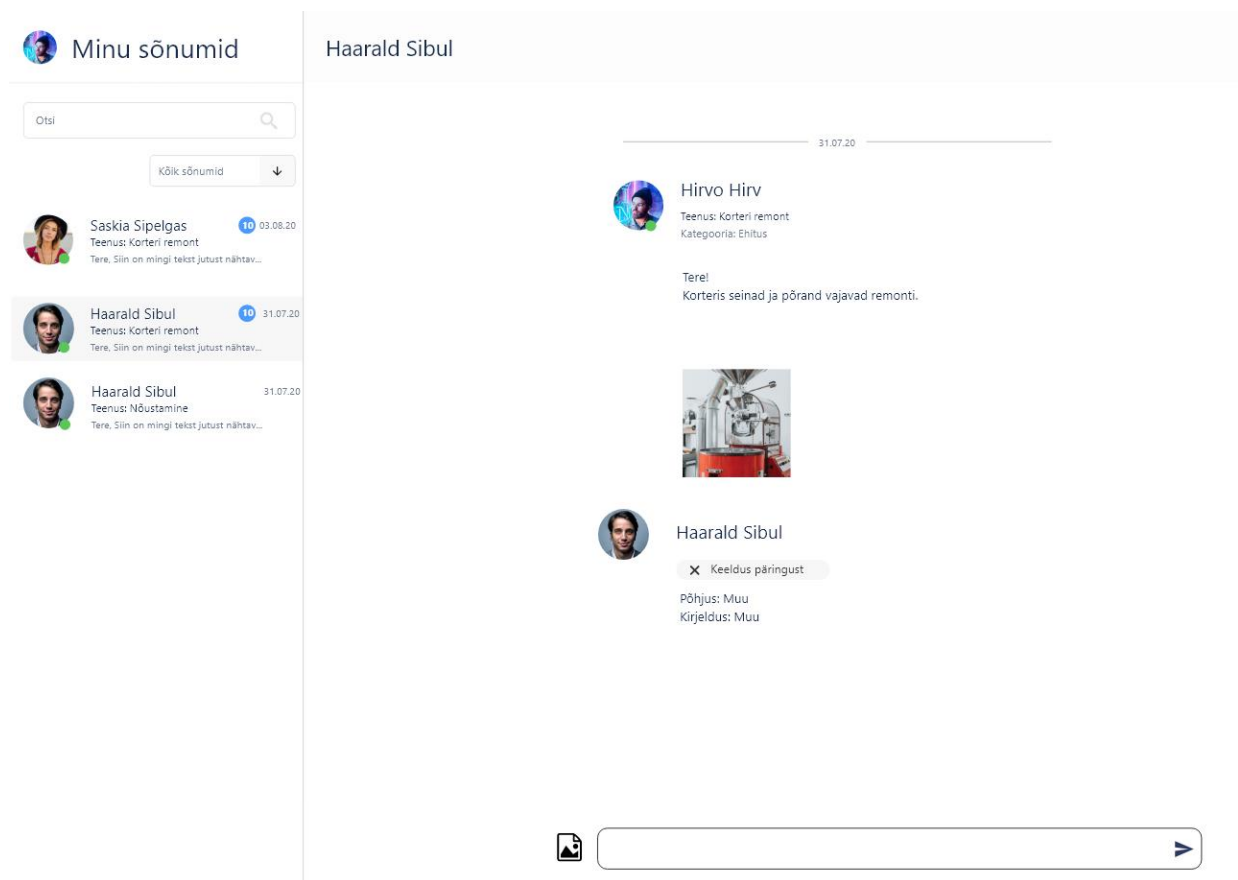 Minu sõnumid
Otsi
Kõik sõnumid
Saskia Sipelgas 10 03.08.20
Teenus: Korteri remont
Tere, Siin on mingi tekst jutust nähtav...
Haarald Sibul 10 31.07.20
Teenus: Korteri remont
Tere, Siin on mingi tekst jutust nähtav...
Haarald Sibul 31.07.20
Teenus: Nõustamine
Tere, Siin on mingi tekst jutust nähtav...
Haarald Sibul
31.07.20
Hirvo Hirv
Teenus: Korteri remont
Kategooria: Ehitus
Tere!
Korteris seinad ja põrand vajavad remonti.
Haarald Sibul
Keeldus päringust
Põhjus: Muu
Kirjeldus: Muu